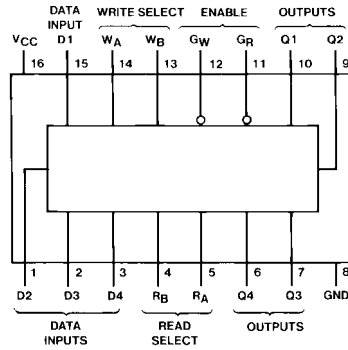 DATA INPUT WRITE SELECT ENABLE OUTPUTS
VCC D1 WA WB GW GR Q1 Q2
16 15 14 13 12 11 10 9
1 2 3 4 5 6 7 8
D2 D3 D4 RB RA Q4 Q3 GND
DATA INPUTS READ SELECT OUTPUTS